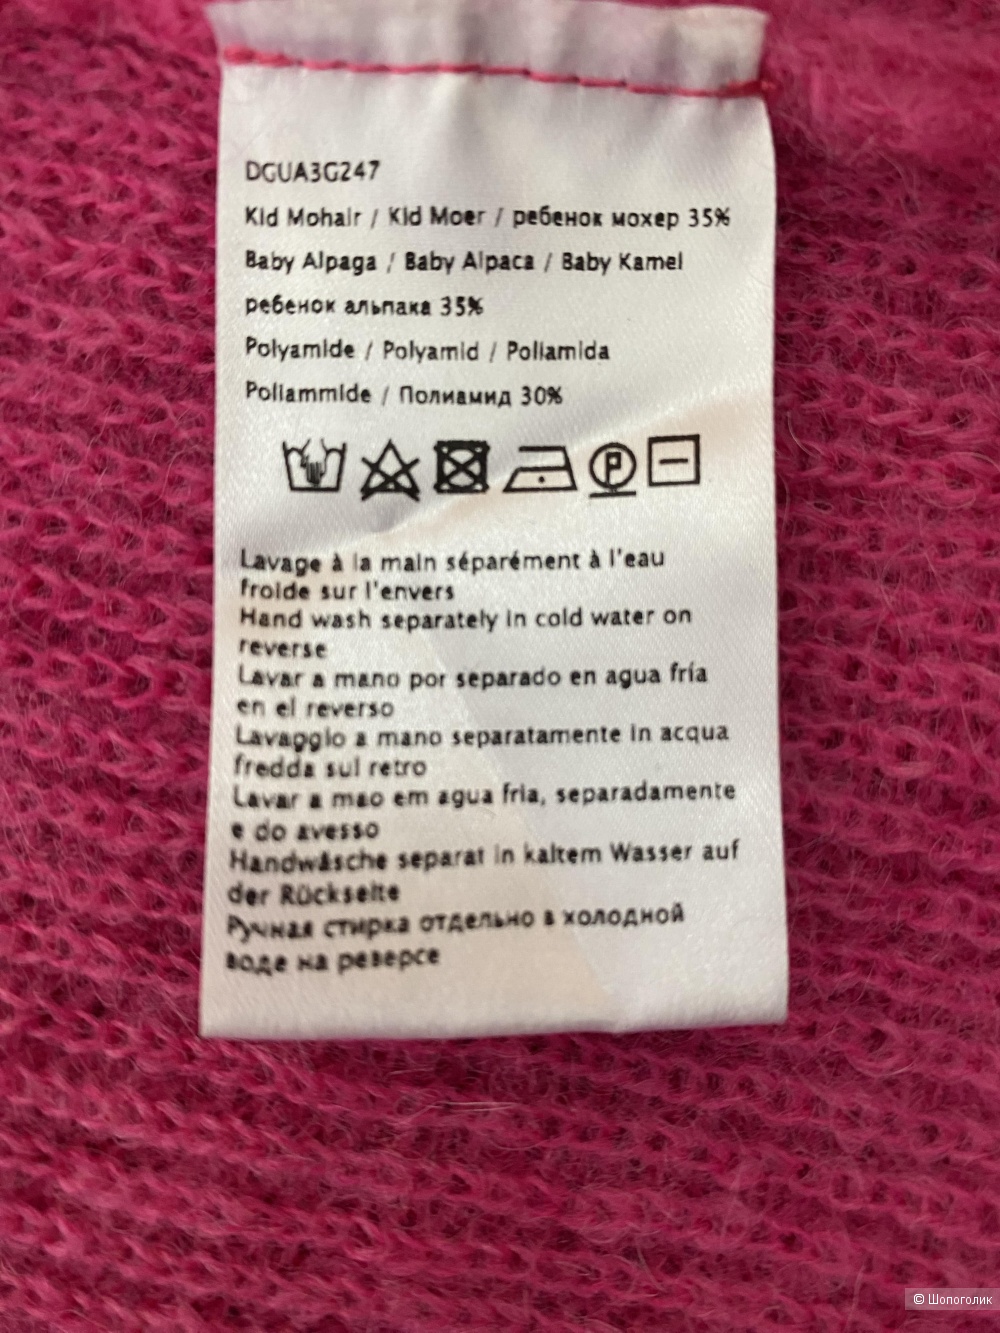 DGUA3G247
Kid Mohair / Kid Moer / ребенок мохер 35%
Baby Alpaga / Baby Alpaca / Baby Kamel
ребенок альпака 35%
Polyamide / Polyamid / Poliamida
Poliammide / Полиамид 30%
P
Lavage à la main séparément à l'eau
froide sur l'envers
Hand wash separately in cold water on
reverse
Lavar a mano por separado en agua fría
en el reverso
Lavaggio a mano separatamente in acqua
fredda sul retro
Lavar a mao em agua fria, separadamente
e do avesso
Handwäsche separat in kaltem Wasser auf
der Rückseite
Ручная стирка отдельно в холодной
воде на реверсе
© Шопоголик